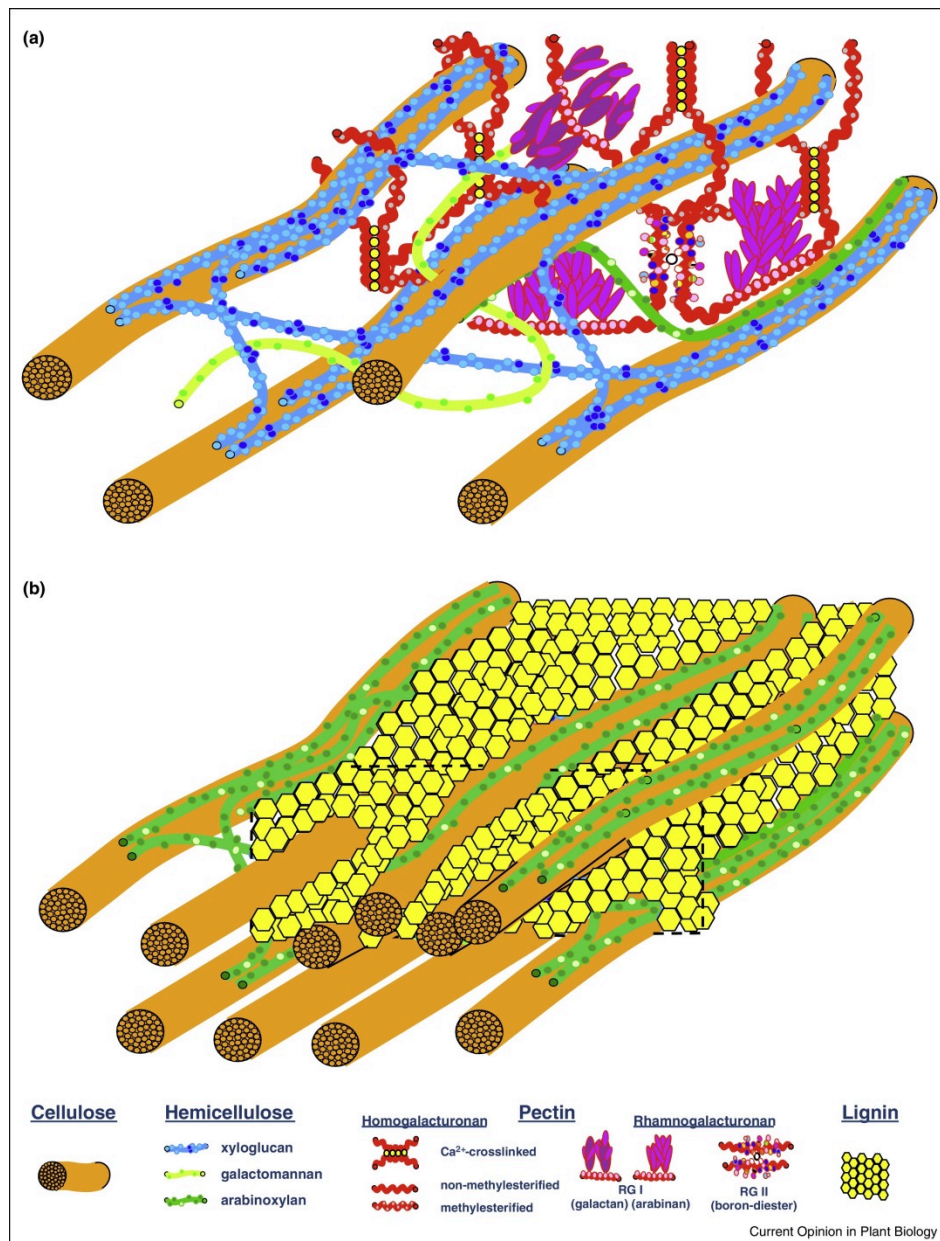 (a)
(b)
Cellulose
Hemicellulose
xyloglucan
galactomannan
arabinoxylan
Pectin
Homogalacturonan
Ca²⁺-crosslinked
non-methylesterified
methylesterified
Rhamnogalacturonan
RG I
(galactan) (arabinan)
RG II
(boron-diester)
Lignin
Current Opinion in Plant Biology